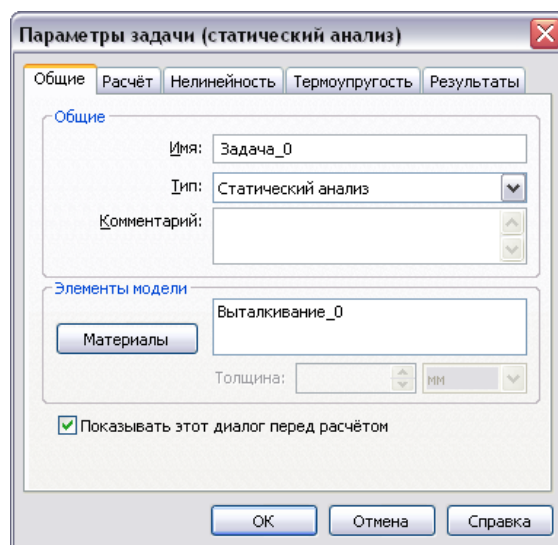 Параметры задачи (статический анализ)
Общие Расчёт Нелинейность Термоупругость Результаты
Общие
Имя: Задача_0
Тип: Статический анализ
Комментарий:
Элементы модели
Выталкивание_0
Материалы
Толщина: мм
Показывать этот диалог перед расчётом
ОК Отмена Справка